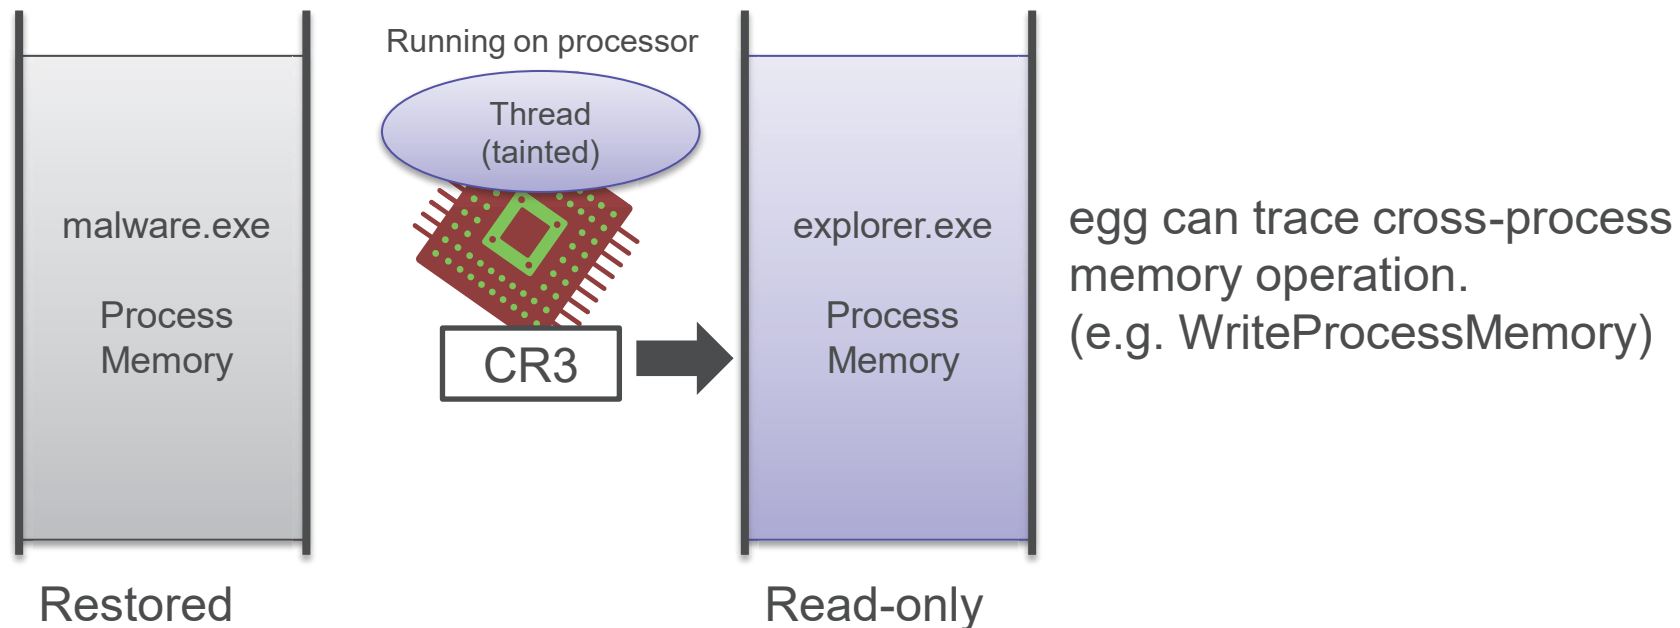 Running on processor
Thread
(tainted)
malware.exe
Process
Memory
CR3
explorer.exe
Process
Memory
egg can trace cross-process
memory operation.
(e.g. WriteProcessMemory)
Restored
Read-only